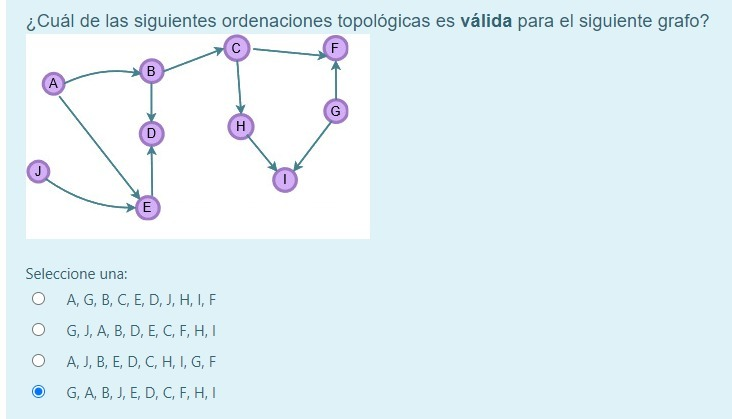 ¿Cuál de las siguientes ordenaciones topológicas es válida para el siguiente grafo?
C
F
B
A
G
H
D
J
I
E
Seleccione una:
A, G, B, C, E, D, J, H, I, F
G, J, A, B, D, E, C, F, H, I
A, J, B, E, D, C, H, I, G, F
G, A, B, J, E, D, C, F, H, I